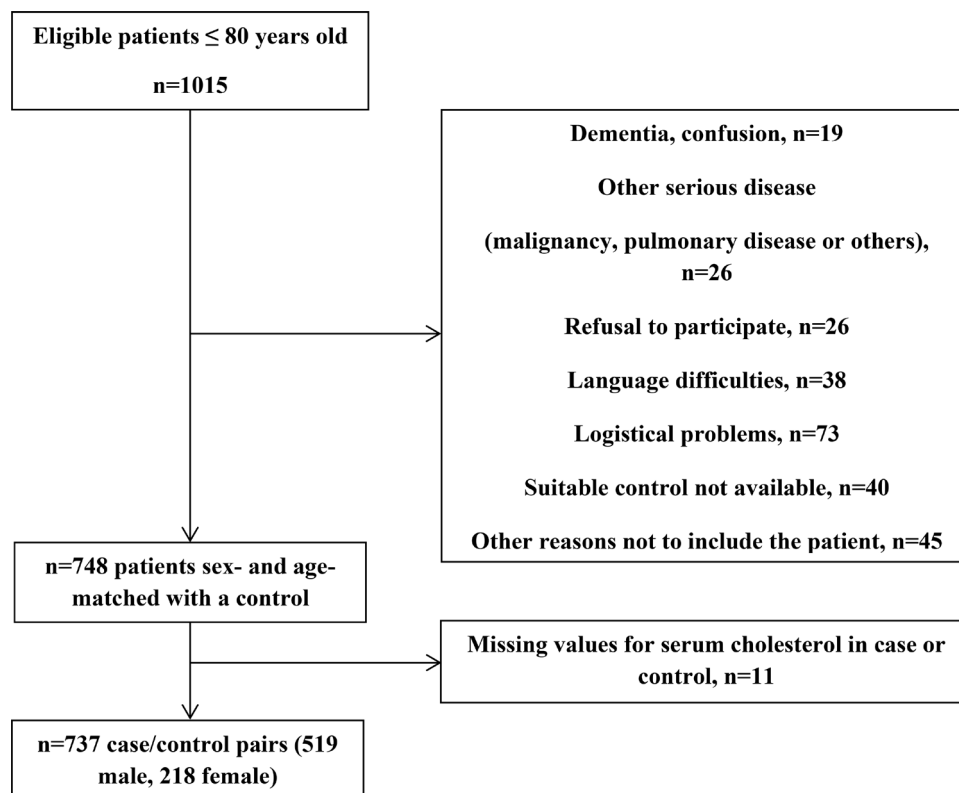 Eligible patients ≤ 80 years old
n=1015
Dementia, confusion, n=19
Other serious disease
(malignancy, pulmonary disease or others),
n=26
Refusal to participate, n=26
Language difficulties, n=38
Logistical problems, n=73
Suitable control not available, n=40
Other reasons not to include the patient, n=45
n=748 patients sex- and age-
matched with a control
Missing values for serum cholesterol in case or
control, n=11
n=737 case/control pairs (519
male, 218 female)